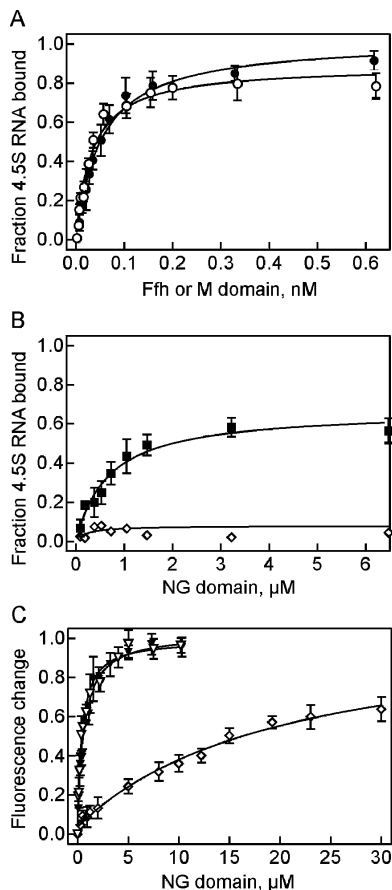 A
Fraction 4.5S RNA bound
1.0
0.8
0.6
0.4
0.2
0.0
0.0 0.1 0.2 0.3 0.4 0.5 0.6
Ffh or M domain, nM
B
Fraction 4.5S RNA bound
1.0
0.8
0.6
0.4
0.2
0.0
0 1 2 3 4 5 6
NG domain, µM
C
Fluorescence change
1.0
0.8
0.6
0.4
0.2
0.0
0 5 10 15 20 25 30
NG domain, µM